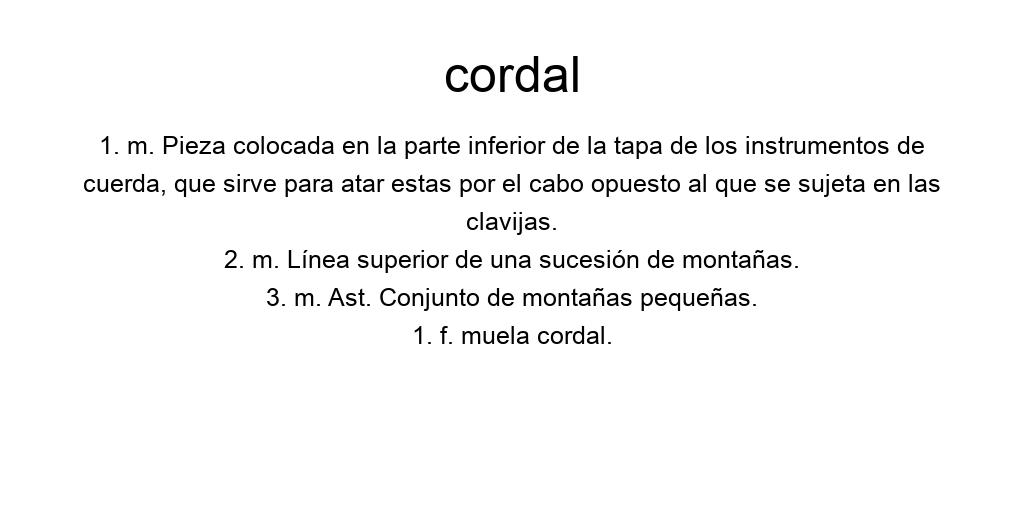 cordal
1. m. Pieza colocada en la parte inferior de la tapa de los instrumentos de
cuerda, que sirve para atar estas por el cabo opuesto al que se sujeta en las
clavijas.
2. m. Línea superior de una sucesión de montañas.
3. m. Ast. Conjunto de montañas pequeñas.
1. f. muela cordal.